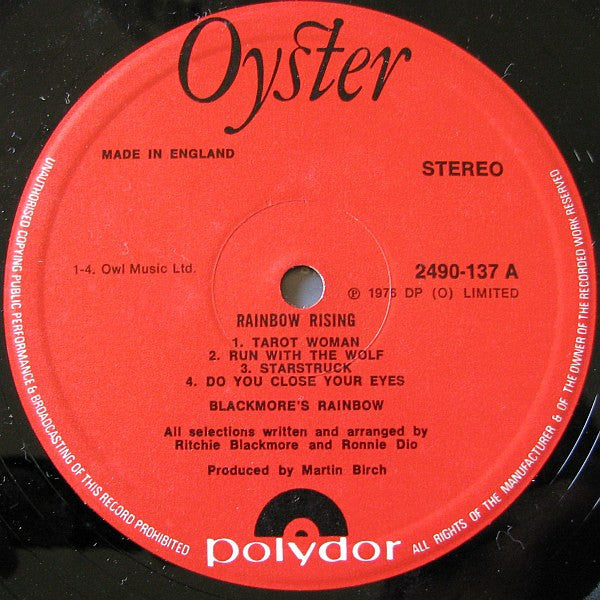 Oyster
MADE IN ENGLAND
STEREO
1-4. Owl Music Ltd.
2490-137 A
℗ 1976 DP (O) LIMITED
RAINBOW RISING
1. TAROT WOMAN
2. RUN WITH THE WOLF
3. STARSTRUCK
4. DO YOU CLOSE YOUR EYES
BLACKMORE'S RAINBOW
All selections written and arranged by
Ritchie Blackmore and Ronnie Dio
Produced by Martin Birch
polydor
UNAUTHORISED COPYING PUBLIC PERFORMANCE & BROADCASTING OF THIS RECORD PROHIBITED
ALL RIGHTS OF THE MANUFACTURER & OF THE OWNER OF THE RECORDED WORK RESERVED